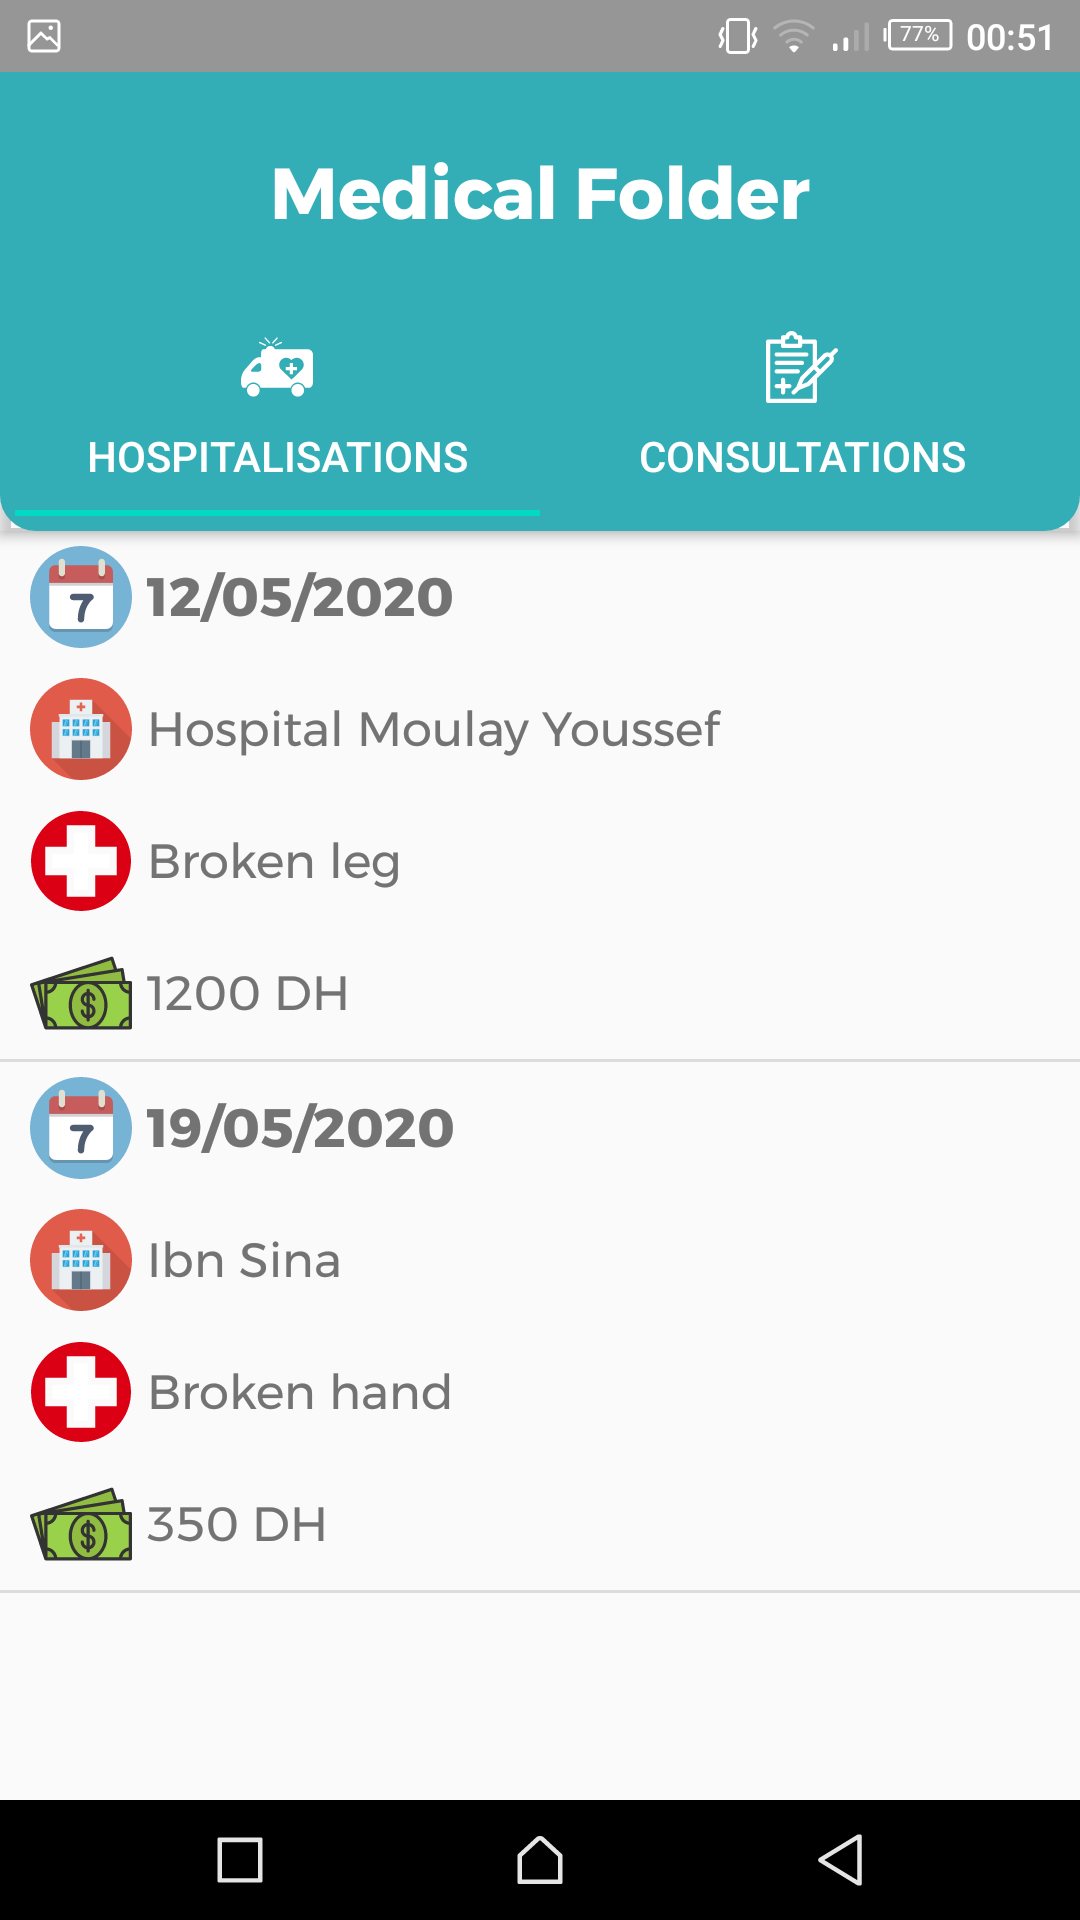 77% 00:51
Medical Folder
HOSPITALISATIONS CONSULTATIONS
7 12/05/2020
Hospital Moulay Youssef
Broken leg
$ 1200 DH
7 19/05/2020
Ibn Sina
Broken hand
$ 350 DH